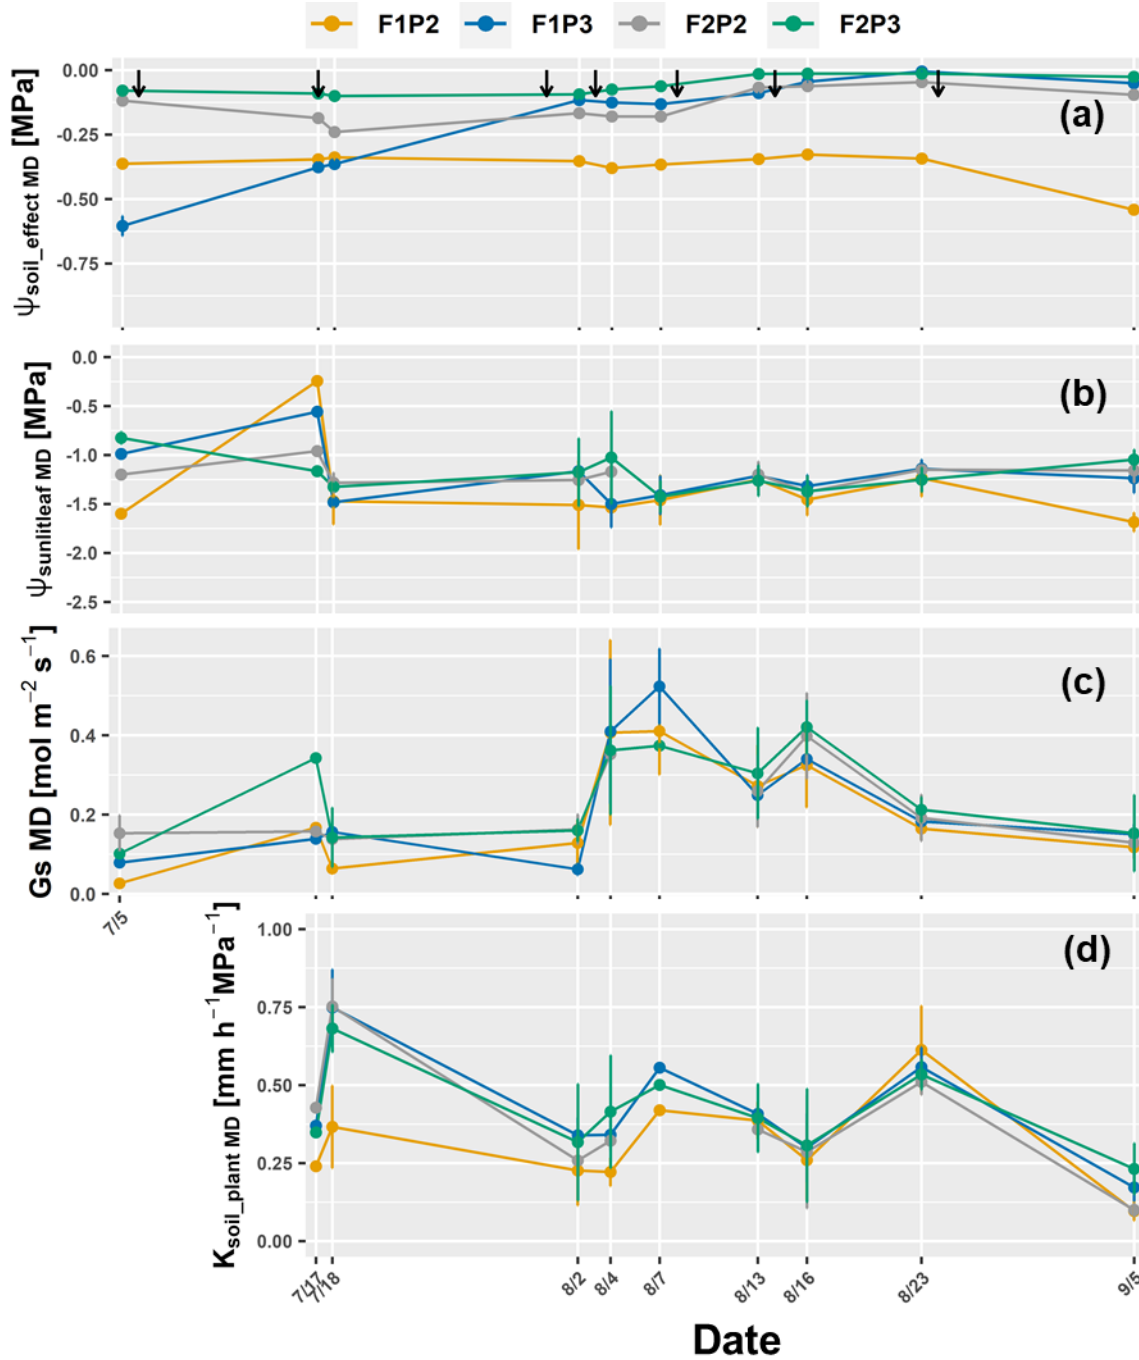 F1P2 F1P3 F2P2 F2P3
0.00
-0.25
-0.50
-0.75
Ψsoil_effect MD [MPa]
(a)
0.0
-0.5
-1.0
-1.5
-2.0
-2.5
Ψsunlitleaf MD [MPa]
(b)
0.6
0.4
0.2
0.0
Gs MD [mol m⁻² s⁻¹]
(c)
7/5
1.00
0.75
0.50
0.25
0.00
Ksoil_plant MD [mm h⁻¹MPa⁻¹]
(d)
7/17 7/18 8/2 8/4 8/7 8/13 8/16 8/23 9/5
Date